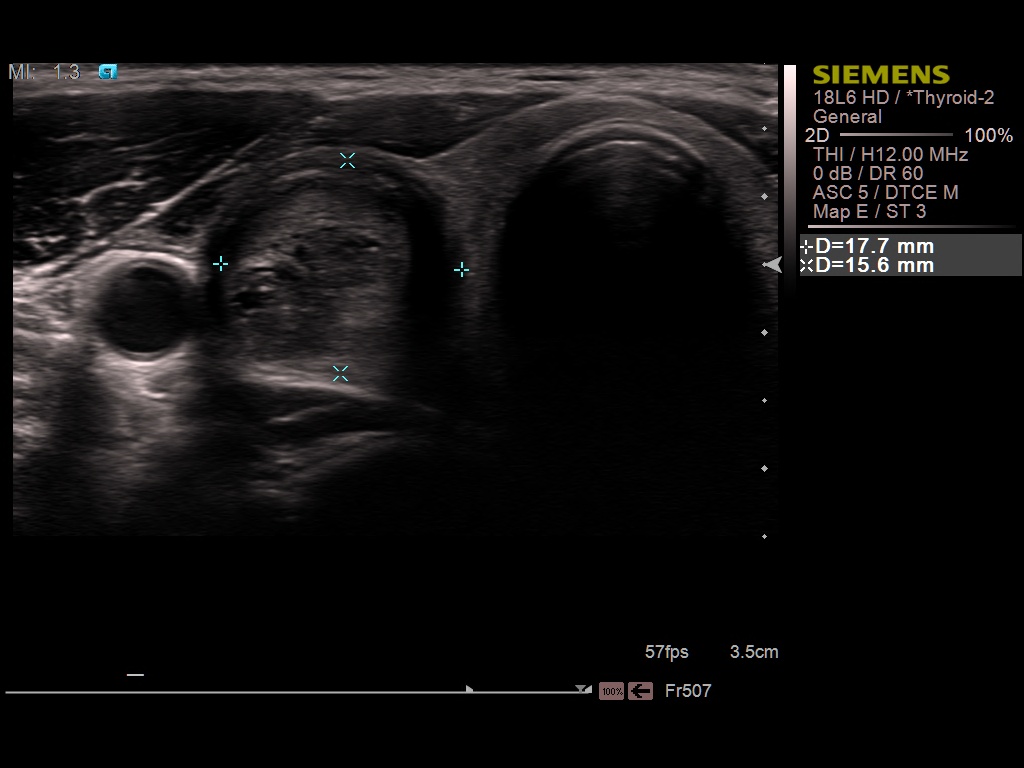 MI: 1.3
SIEMENS
18L6 HD / *Thyroid-2
General
2D 100%
THI / H12.00 MHz
0 dB / DR 60
ASC 5 / DTCE M
Map E / ST 3
D=17.7 mm
D=15.6 mm
57fps 3.5cm
100% Fr507